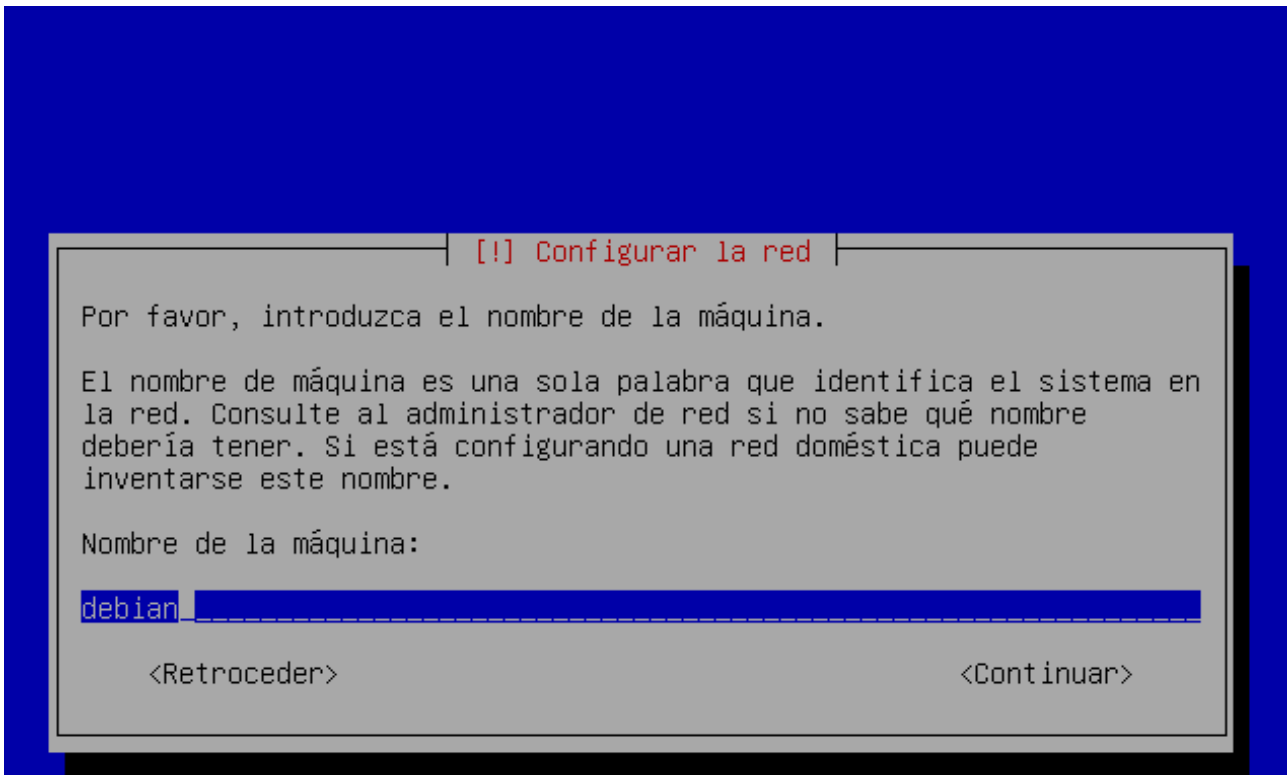 [!] Configurar la red
Por favor, introduzca el nombre de la máquina.
El nombre de máquina es una sola palabra que identifica el sistema en
la red. Consulte al administrador de red si no sabe qué nombre
debería tener. Si está configurando una red doméstica puede
inventarse este nombre.
Nombre de la máquina:
debian
<Retroceder> <Continuar>